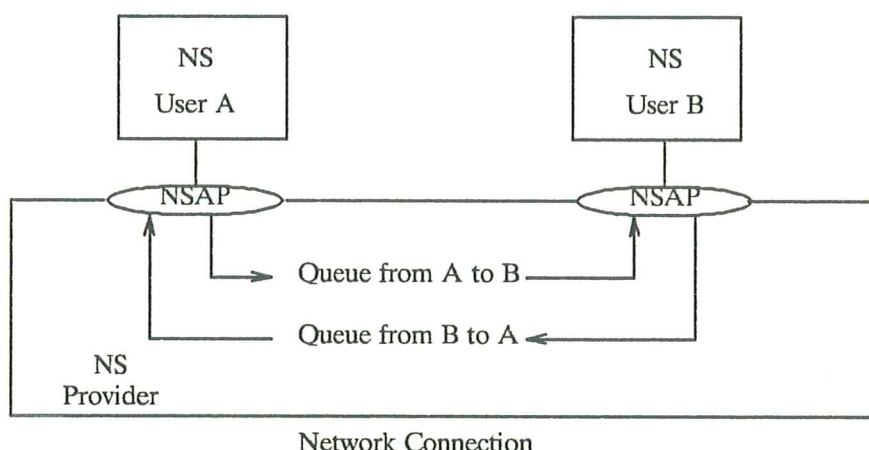 NS
User A
NS
User B
NSAP
NSAP
Queue from A to B
Queue from B to A
NS
Provider
Network Connection